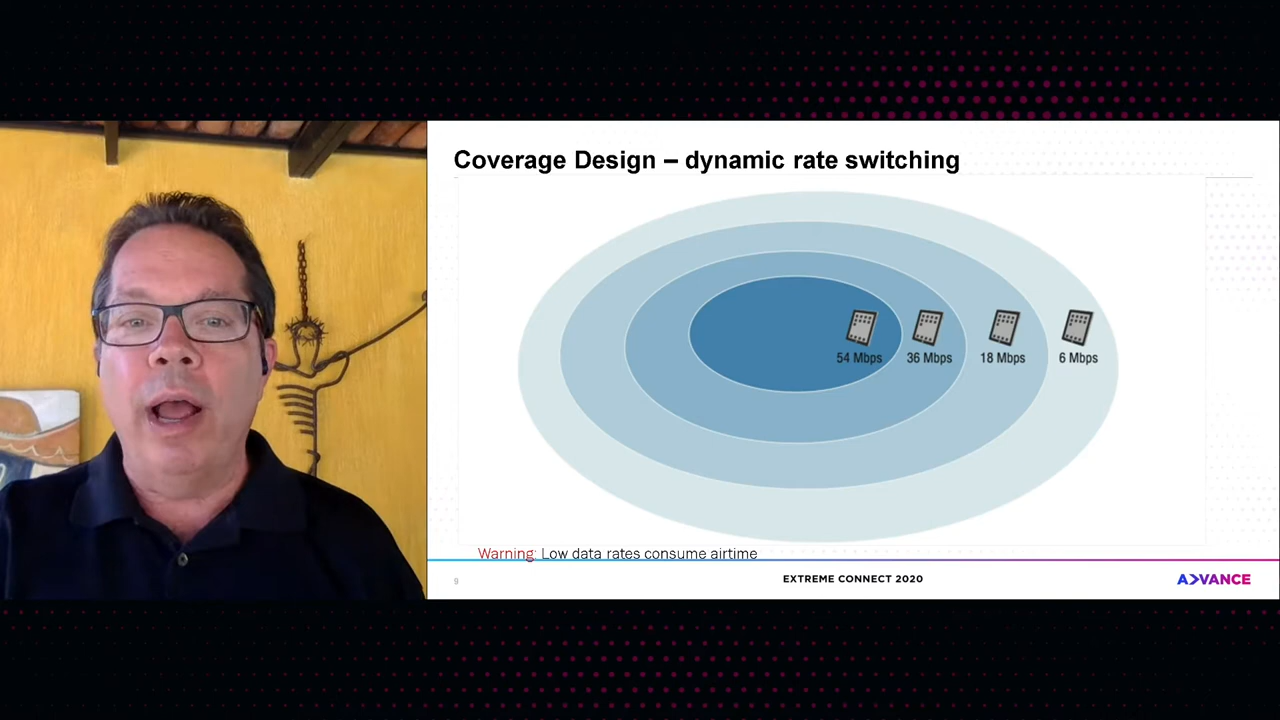 Coverage Design – dynamic rate switching
54 Mbps
36 Mbps
18 Mbps
6 Mbps
Warning: Low data rates consume airtime
9
EXTREME CONNECT 2020
ADVANCE